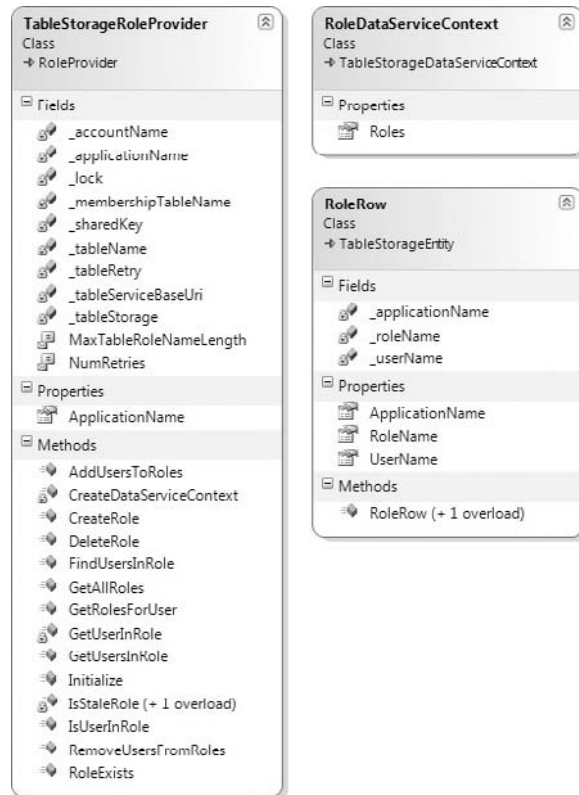 TableStorageRoleProvider
Class
RoleProvider
Fields
_accountName
_applicationName
_lock
_membershipTableName
_sharedKey
_tableName
_tableRetry
_tableServiceBaseUri
_tableStorage
MaxTableRoleNameLength
NumRetries
Properties
ApplicationName
Methods
AddUsersToRoles
CreateDataServiceContext
CreateRole
DeleteRole
FindUsersInRole
GetAllRoles
GetRolesForUser
GetUserInRole
GetUsersInRole
Initialize
IsStaleRole (+ 1 overload)
IsUserInRole
RemoveUsersFromRoles
RoleExists
RoleDataServiceContext
Class
TableStorageDataServiceContext
Properties
Roles
RoleRow
Class
TableStorageEntity
Fields
_applicationName
_roleName
_userName
Properties
ApplicationName
RoleName
UserName
Methods
RoleRow (+ 1 overload)